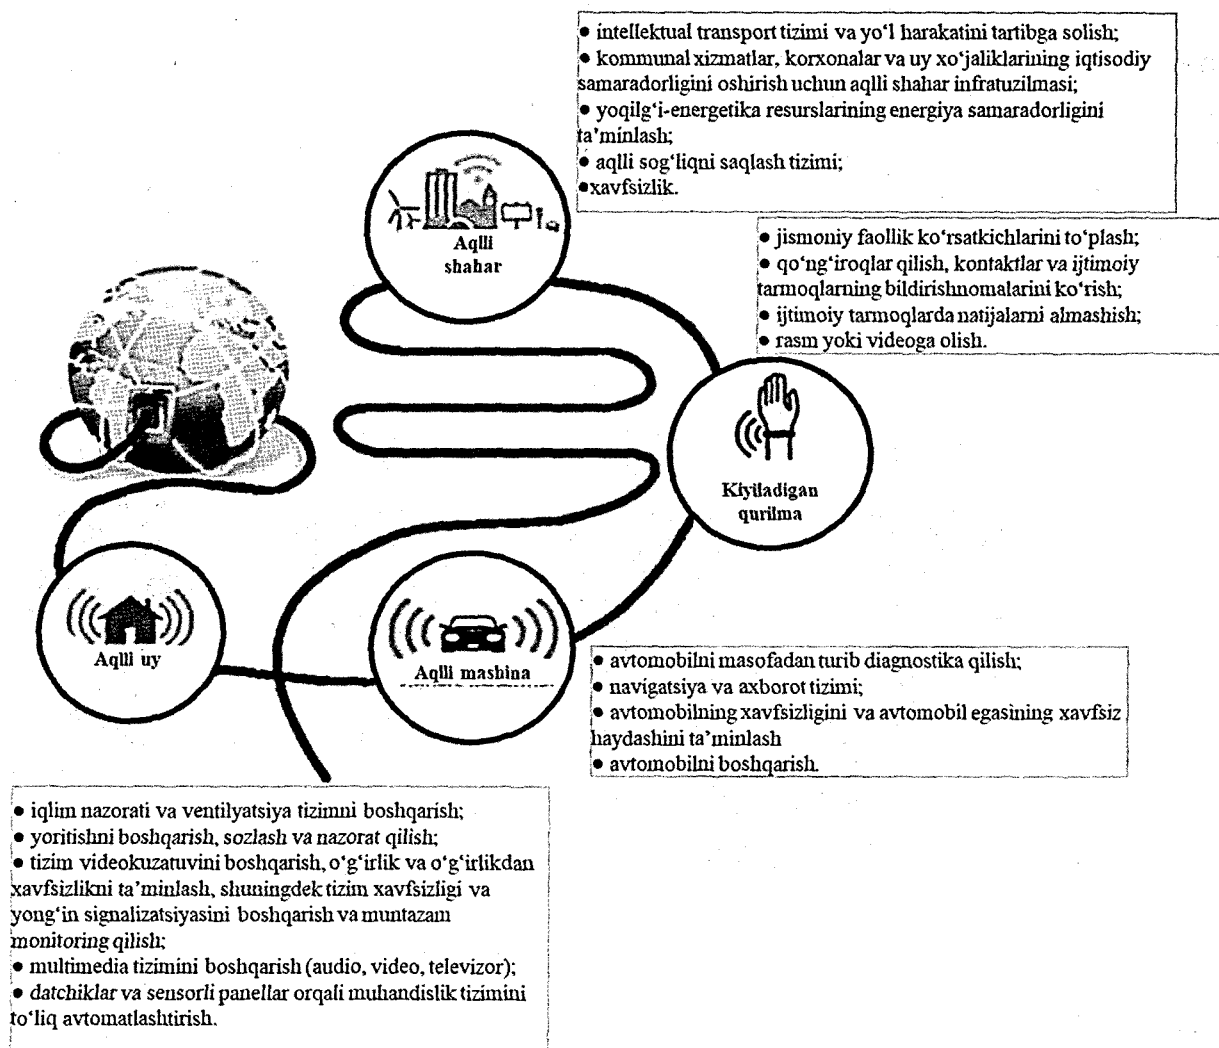 ● intellektual transport tizimi va yo‘l harakatini tartibga solish;
● kommunal xizmatlar, korxonalar va uy xo‘jaliklarining iqtisodiy
samaradorligini oshirish uchun aqlli shahar infratuzilmasi;
● yoqilg‘i-energetika resurslarining energiya samaradorligini
ta’minlash;
● aqlli sog‘liqni saqlash tizimi;
●xavfsizlik.
Aqlli
shahar
● jismoniy faollik ko‘rsatkichlarini to‘plash;
● qo‘ng‘iroqlar qilish, kontaktlar va ijtimoiy
tarmoqlarning bildirishnomalarini ko‘rish;
● ijtimoiy tarmoqlarda natijalarni almashish;
● rasm yoki videoga olish.
Kiyiladigan
qurilma
Aqlli uy
Aqlli mashina
● avtomobilni masofadan turib diagnostika qilish;
● navigatsiya va axborot tizimi;
● avtomobilning xavfsizligini va avtomobil egasining xavfsiz
haydashini ta’minlash
● avtomobilni boshqarish.
● iqlim nazorati va ventilyatsiya tizimni boshqarish;
● yoritishni boshqarish, sozlash va nazorat qilish;
● tizim videokuzatuvini boshqarish, o‘g‘irlik va o‘g‘irlikdan
xavfsizlikni ta’minlash, shuningdek tizim xavfsizligi va
yong‘in signalizatsiyasini boshqarish va muntazam
monitoring qilish;
● multimedia tizimini boshqarish (audio, video, televizor);
● datchiklar va sensorli panellar orqali muhandislik tizimini
to‘liq avtomatlashtirish.